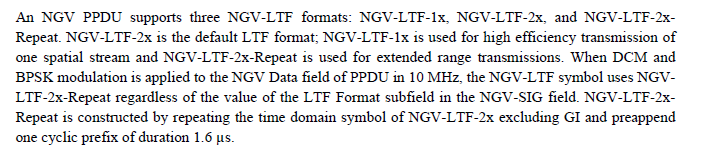 An NGV PPDU supports three NGV-LTF formats: NGV-LTF-1x, NGV-LTF-2x, and NGV-LTF-2x-
Repeat. NGV-LTF-2x is the default LTF format; NGV-LTF-1x is used for high efficiency transmission of
one spatial stream and NGV-LTF-2x-Repeat is used for extended range transmissions. When DCM and
BPSK modulation is applied to the NGV Data field of PPDU in 10 MHz, the NGV-LTF symbol uses NGV-
LTF-2x-Repeat regardless of the value of the LTF Format subfield in the NGV-SIG field. NGV-LTF-2x-
Repeat is constructed by repeating the time domain symbol of NGV-LTF-2x excluding GI and preappend
one cyclic prefix of duration 1.6 µs.